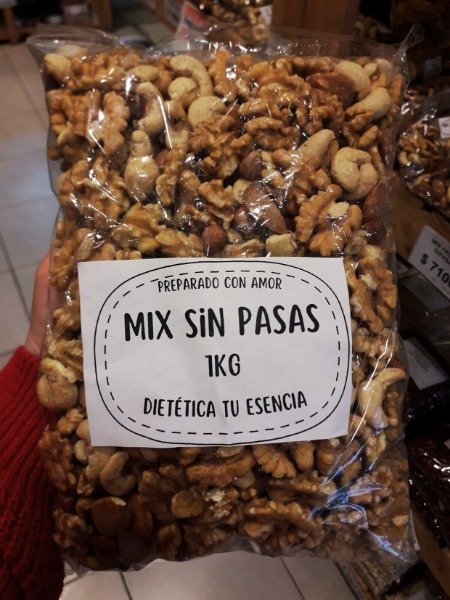 PREPARADO CON AMOR
MIX SiN PASAS
1KG
DIETÉTICA TU ESENCIA